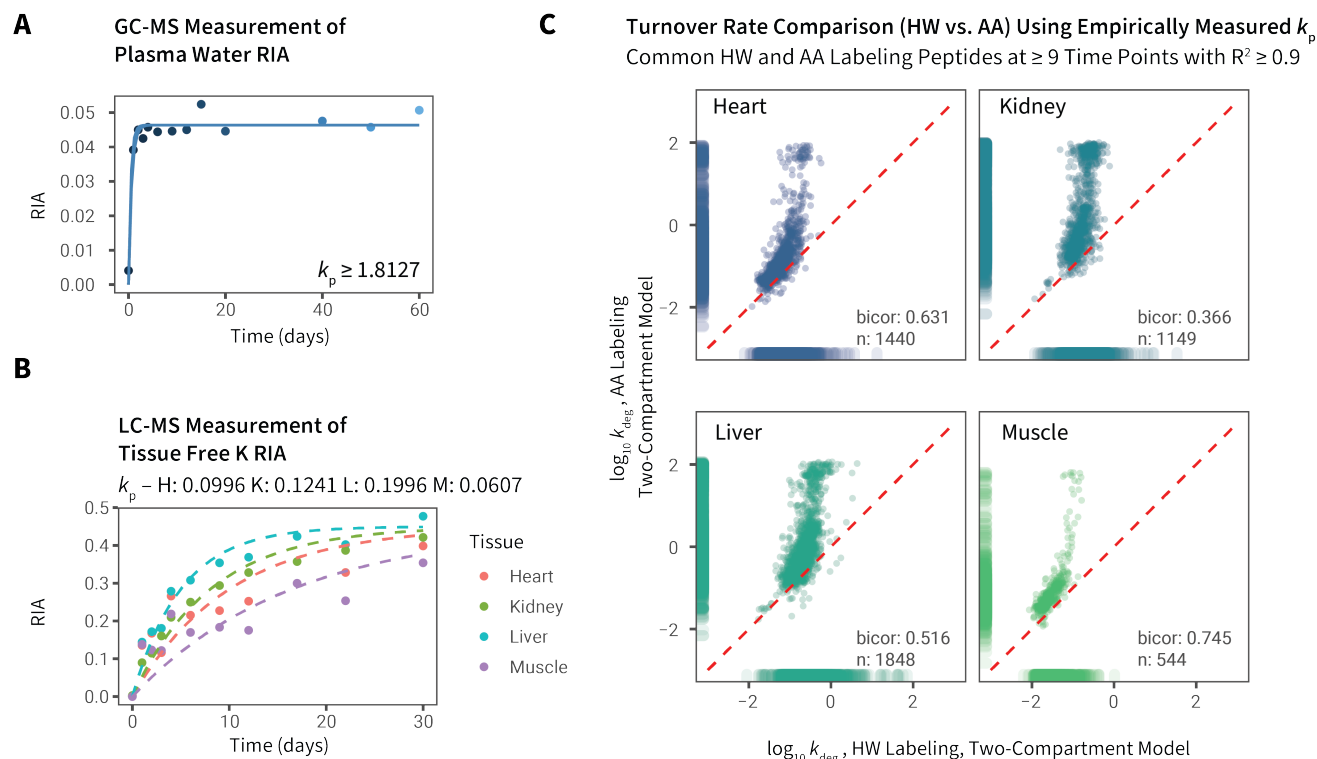 A
GC-MS Measurement of
Plasma Water RIA
0.05
0.04
0.03
0.02
0.01
0.00
RIA
kp ≥ 1.8127
0
20
40
60
Time (days)
B
LC-MS Measurement of
Tissue Free K RIA
kp – H: 0.0996 K: 0.1241 L: 0.1996 M: 0.0607
0.5
0.4
0.3
0.2
0.1
0.0
RIA
0
10
20
30
Time (days)
Tissue
Heart
Kidney
Liver
Muscle
C
Turnover Rate Comparison (HW vs. AA) Using Empirically Measured kp
Common HW and AA Labeling Peptides at ≥ 9 Time Points with R² ≥ 0.9
log₁₀ kdeg , AA Labeling
Two-Compartment Model
Heart
2
0
−2
bicor: 0.631
n: 1440
Kidney
bicor: 0.366
n: 1149
Liver
2
0
−2
bicor: 0.516
n: 1848
−2
0
2
Muscle
bicor: 0.745
n: 544
−2
0
2
log₁₀ kdeg , HW Labeling, Two-Compartment Model